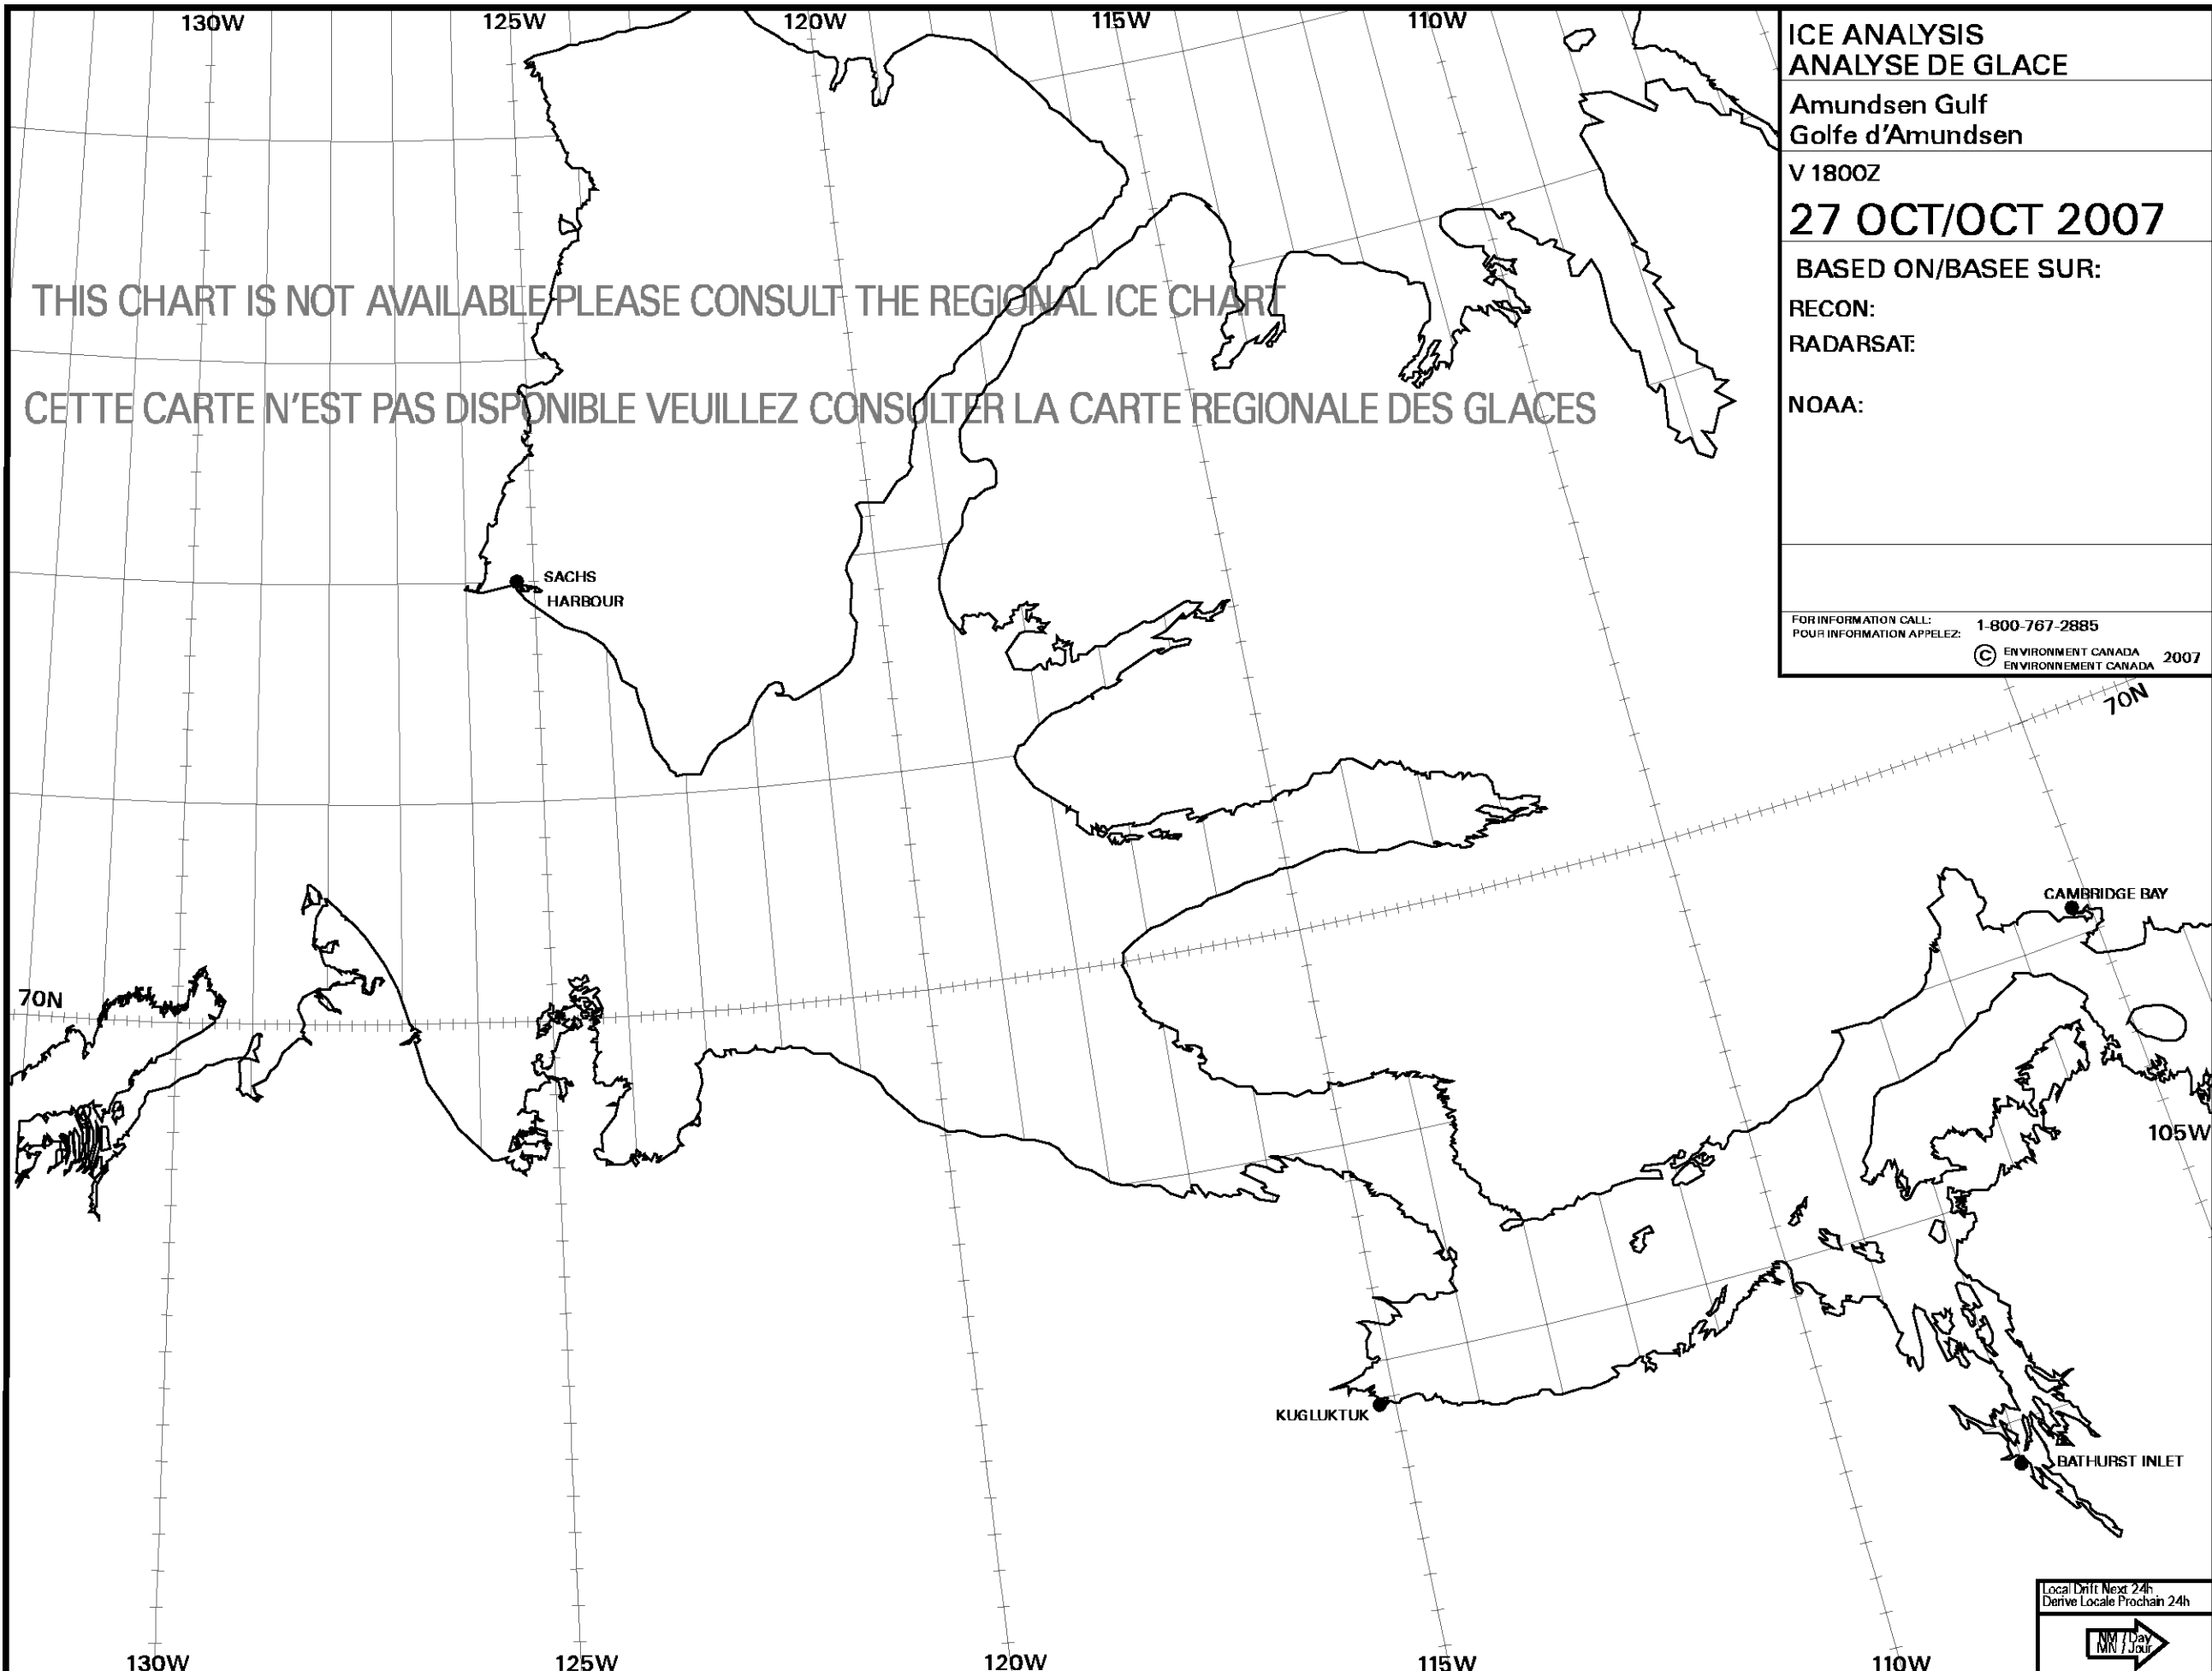 130W
125W
120W
115W
110W
ICE ANALYSIS
ANALYSE DE GLACE
Amundsen Gulf
Golfe d'Amundsen
V 1800Z
27 OCT/OCT 2007
BASED ON/BASEE SUR:
RECON:
RADARSAT:
NOAA:
FOR INFORMATION CALL:
POUR INFORMATION APPELEZ:
1-800-767-2885
© ENVIRONMENT CANADA
ENVIRONNEMENT CANADA
2007
THIS CHART IS NOT AVAILABLE PLEASE CONSULT THE REGIONAL ICE CHART
CETTE CARTE N'EST PAS DISPONIBLE VEUILLEZ CONSULTER LA CARTE REGIONALE DES GLACES
SACHS
HARBOUR
70N
CAMBRIDGE BAY
70N
105W
KUGLUKTUK
BATHURST INLET
Local Drift Next 24h
Derive Locale Prochain 24h
NM / Day
MN / Jour
130W
125W
120W
115W
110W